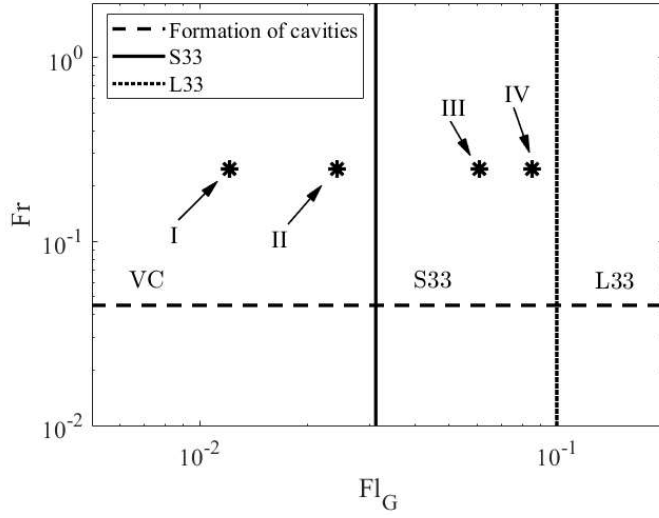 Formation of cavities
S33
L33
10^0
10^-1
10^-2
Fr
I
II
III
IV
VC
S33
L33
10^-2
10^-1
Fl_G